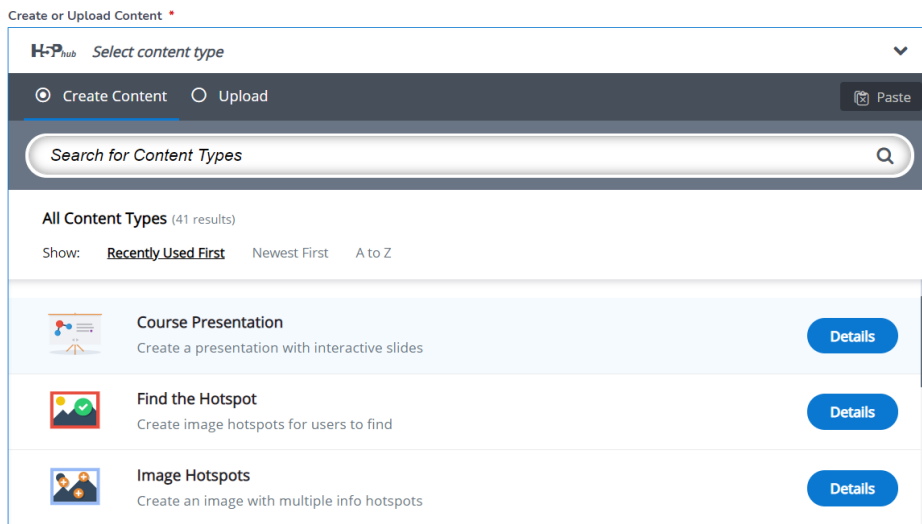 Create or Upload Content *
H5P hub Select content type
Create Content Upload Paste
Search for Content Types
All Content Types (41 results)
Show: Recently Used First Newest First A to Z
Course Presentation
Create a presentation with interactive slides
Details
Find the Hotspot
Create image hotspots for users to find
Details
Image Hotspots
Create an image with multiple info hotspots
Details